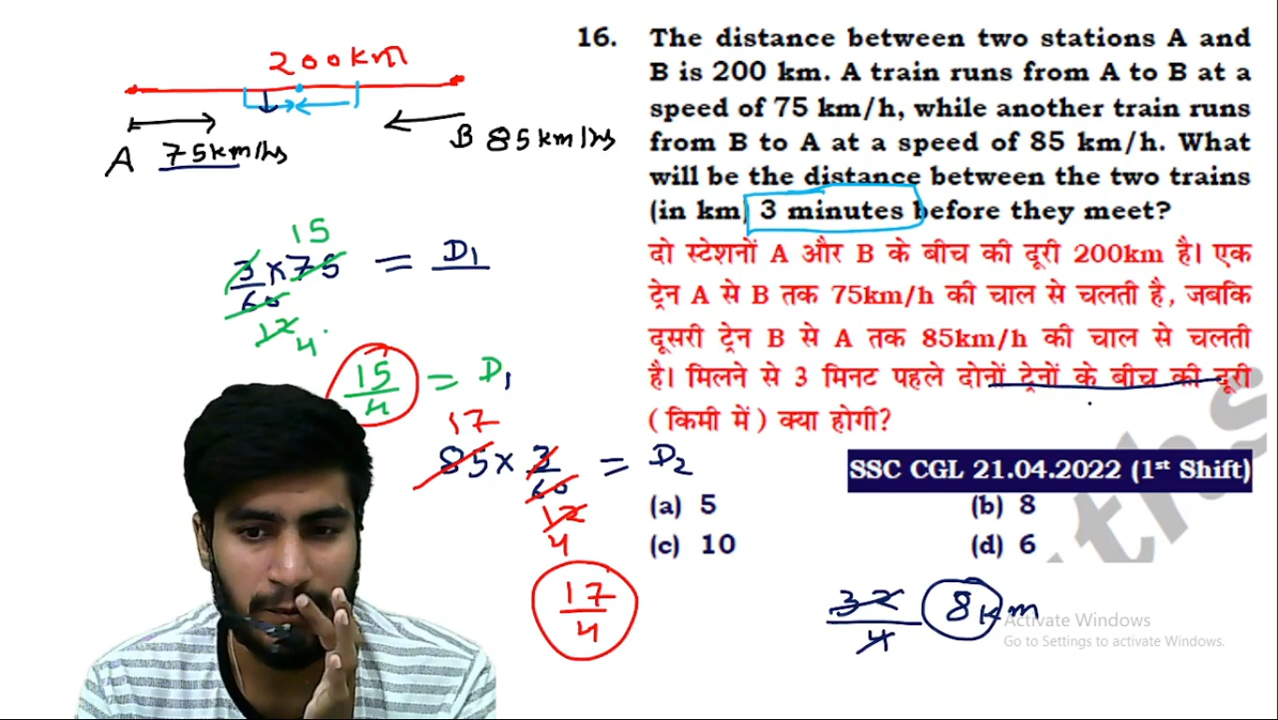 200km
A 75km/hs
B 85km/hs
15
3/60 × 75 = D1
12
4
15/4 = D1
17
85 × 3/60 = D2
12
4
17/4
16. The distance between two stations A and
B is 200 km. A train runs from A to B at a
speed of 75 km/h, while another train runs
from B to A at a speed of 85 km/h. What
will be the distance between the two trains
(in km) 3 minutes before they meet?
दो स्टेशनों A और B के बीच की दूरी 200km है। एक
ट्रेन A से B तक 75km/h की चाल से चलती है, जबकि
दूसरी ट्रेन B से A तक 85km/h की चाल से चलती
है। मिलने से 3 मिनट पहले दोनों ट्रेनों के बीच की दूरी
(किमी में) क्या होगी?
SSC CGL 21.04.2022 (1st Shift)
(a) 5 (b) 8
(c) 10 (d) 6
32/4 8km
Activate Windows
Go to Settings to activate Windows.